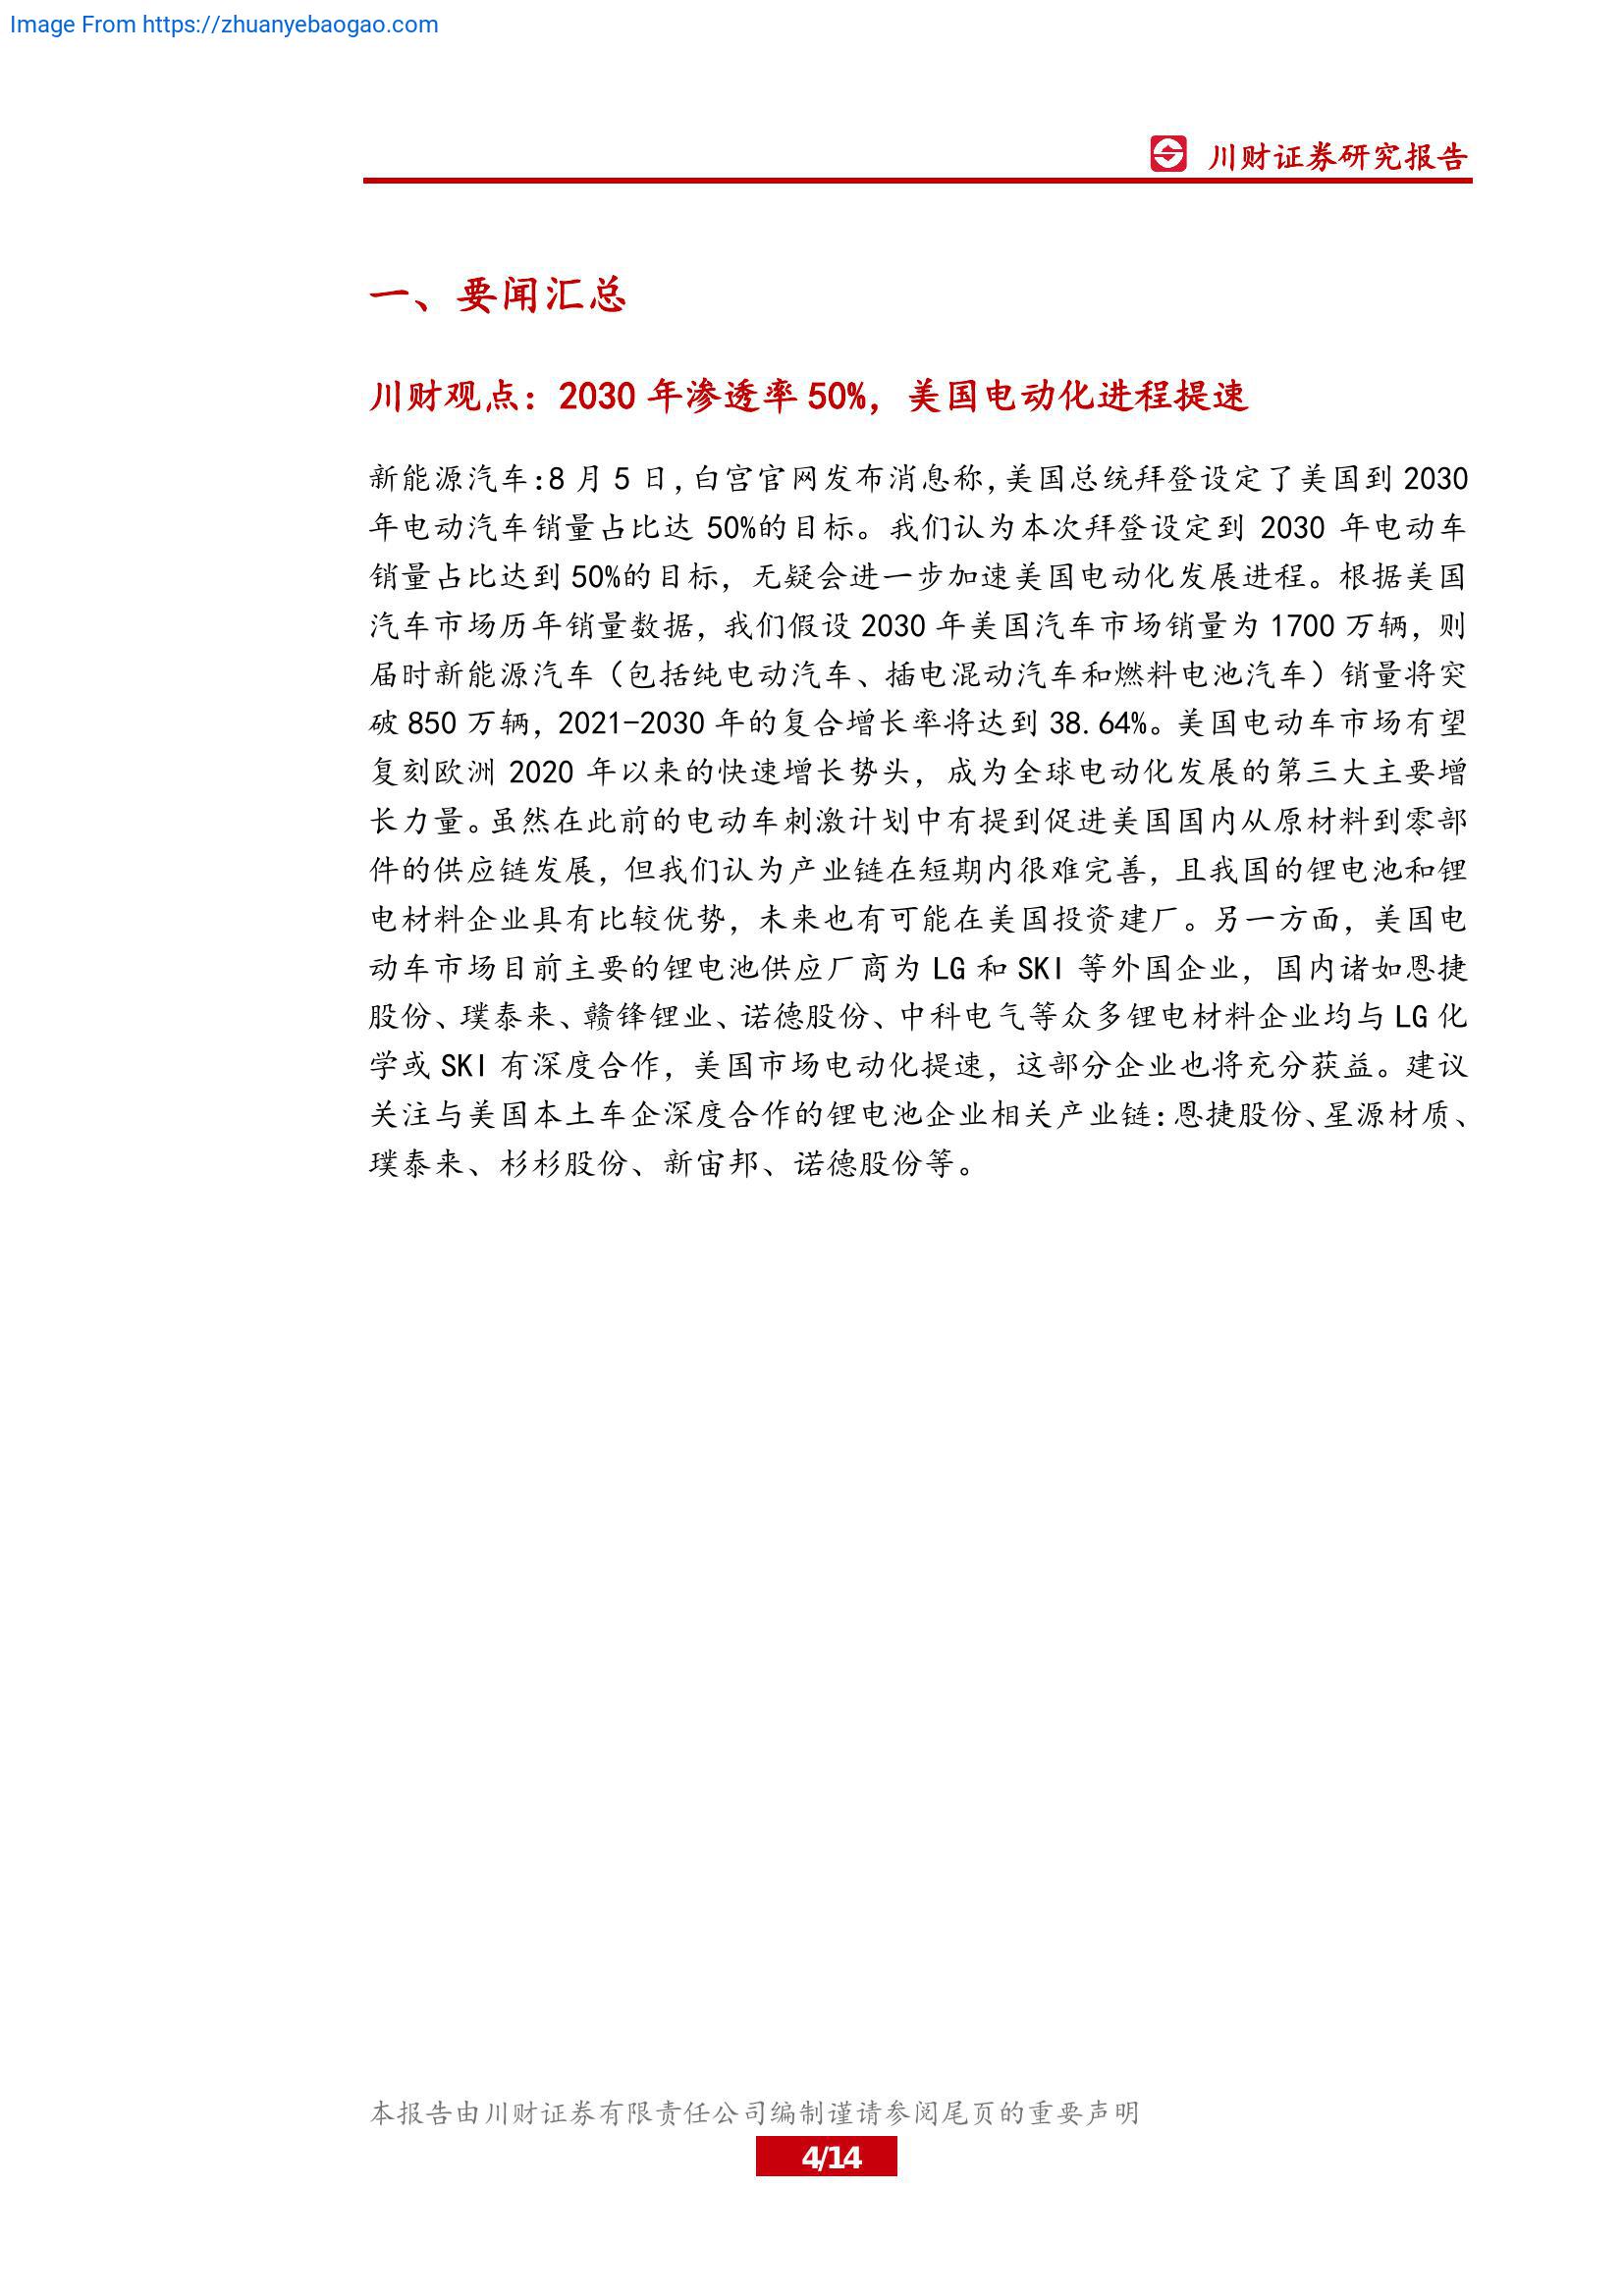 Image From https://zhuanyebaogao.com
川财证券研究报告
一、要闻汇总
川财观点：2030 年渗透率 50%，美国电动化进程提速
新能源汽车：8 月 5 日，白宫官网发布消息称，美国总统拜登设定了美国到 2030
年电动汽车销量占比达 50%的目标。我们认为本次拜登设定到 2030 年电动车
销量占比达到 50%的目标，无疑会进一步加速美国电动化发展进程。根据美国
汽车市场历年销量数据，我们假设 2030 年美国汽车市场销量为 1700 万辆，则
届时新能源汽车（包括纯电动汽车、插电混动汽车和燃料电池汽车）销量将突
破 850 万辆，2021-2030 年的复合增长率将达到 38.64%。美国电动车市场有望
复刻欧洲 2020 年以来的快速增长势头，成为全球电动化发展的第三大主要增
长力量。虽然在此前的电动车刺激计划中有提到促进美国国内从原材料到零部
件的供应链发展，但我们认为产业链在短期内很难完善，且我国的锂电池和锂
电材料企业具有比较优势，未来也有可能在美国投资建厂。另一方面，美国电
动车市场目前主要的锂电池供应厂商为 LG 和 SKI 等外国企业，国内诸如恩捷
股份、璞泰来、赣锋锂业、诺德股份、中科电气等众多锂电材料企业均与 LG 化
学或 SKI 有深度合作，美国市场电动化提速，这部分企业也将充分获益。建议
关注与美国本土车企深度合作的锂电池企业相关产业链：恩捷股份、星源材质、
璞泰来、杉杉股份、新宙邦、诺德股份等。
本报告由川财证券有限责任公司编制谨请参阅尾页的重要声明
4/14